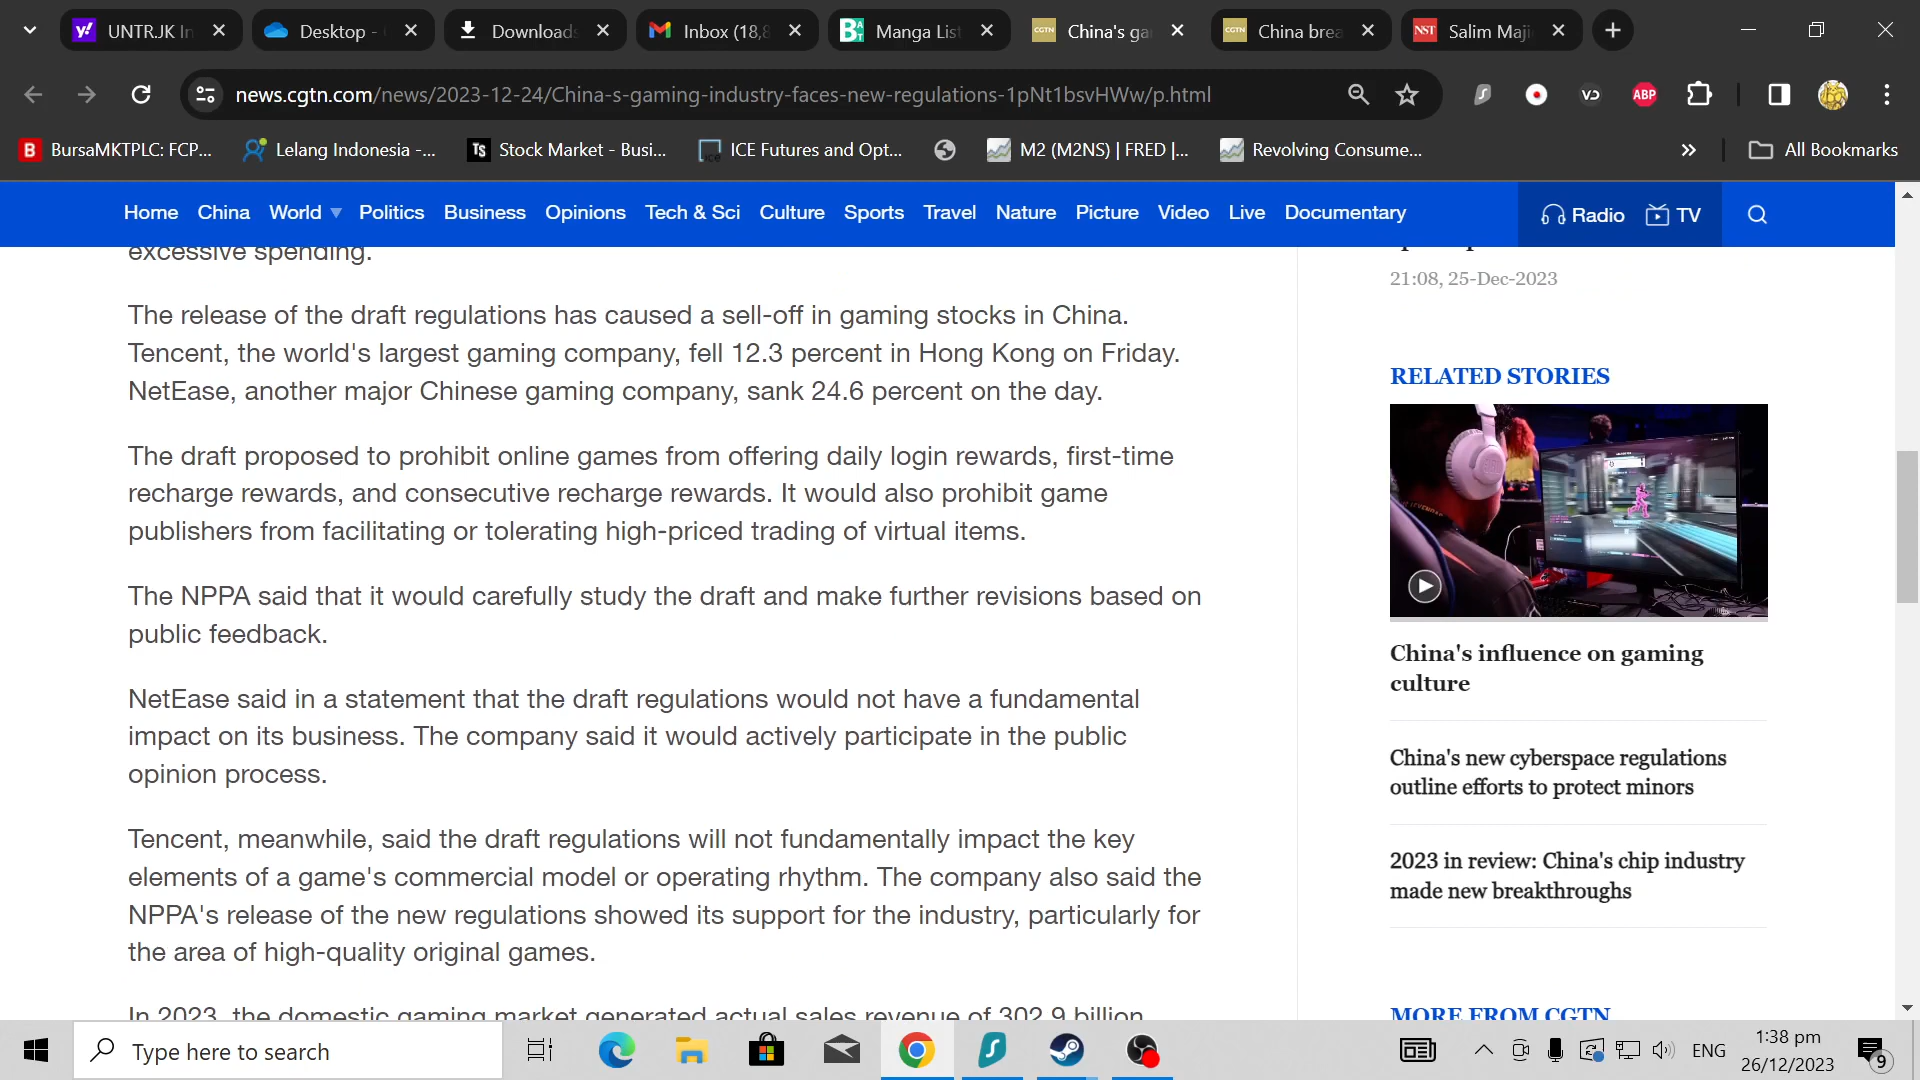 UNTR.JK In
Desktop -
Downloads
Inbox (18,8
Manga List
China's ga
China brea
Salim Maji
news.cgtn.com/news/2023-12-24/China-s-gaming-industry-faces-new-regulations-1pNt1bsvHWw/p.html
ABP
BursaMKTPLC: FCP...
Lelang Indonesia -...
Stock Market - Busi...
ICE Futures and Opt...
M2 (M2NS) | FRED |...
Revolving Consume...
All Bookmarks
Home China World Politics Business Opinions Tech & Sci Culture Sports Travel Nature Picture Video Live Documentary Radio TV
excessive spending.
The release of the draft regulations has caused a sell-off in gaming stocks in China.
Tencent, the world's largest gaming company, fell 12.3 percent in Hong Kong on Friday.
NetEase, another major Chinese gaming company, sank 24.6 percent on the day.
The draft proposed to prohibit online games from offering daily login rewards, first-time
recharge rewards, and consecutive recharge rewards. It would also prohibit game
publishers from facilitating or tolerating high-priced trading of virtual items.
The NPPA said that it would carefully study the draft and make further revisions based on
public feedback.
NetEase said in a statement that the draft regulations would not have a fundamental
impact on its business. The company said it would actively participate in the public
opinion process.
Tencent, meanwhile, said the draft regulations will not fundamentally impact the key
elements of a game's commercial model or operating rhythm. The company also said the
NPPA's release of the new regulations showed its support for the industry, particularly for
the area of high-quality original games.
In 2023, the domestic gaming market generated actual sales revenue of 302.9 billion
21:08, 25-Dec-2023
RELATED STORIES
China's influence on gaming
culture
China's new cyberspace regulations
outline efforts to protect minors
2023 in review: China's chip industry
made new breakthroughs
MORE FROM CGTN
Type here to search
ENG
1:38 pm
26/12/2023
9